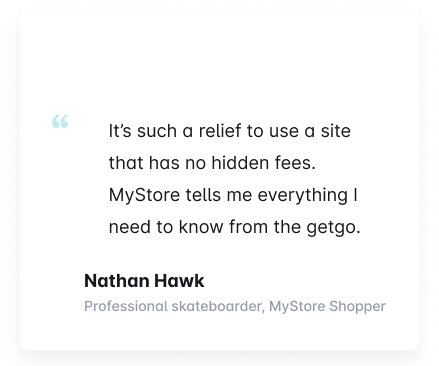 “
It’s such a relief to use a site
that has no hidden fees.
MyStore tells me everything I
need to know from the getgo.
Nathan Hawk
Professional skateboarder, MyStore Shopper